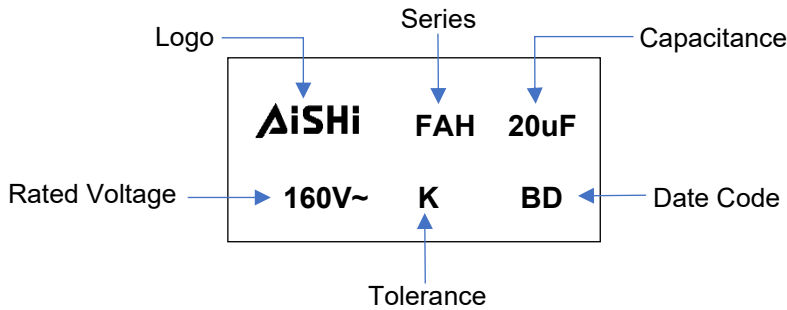 Series
Logo
Capacitance
AiSHi FAH 20uF
Rated Voltage 160V~ K BD Date Code
Tolerance